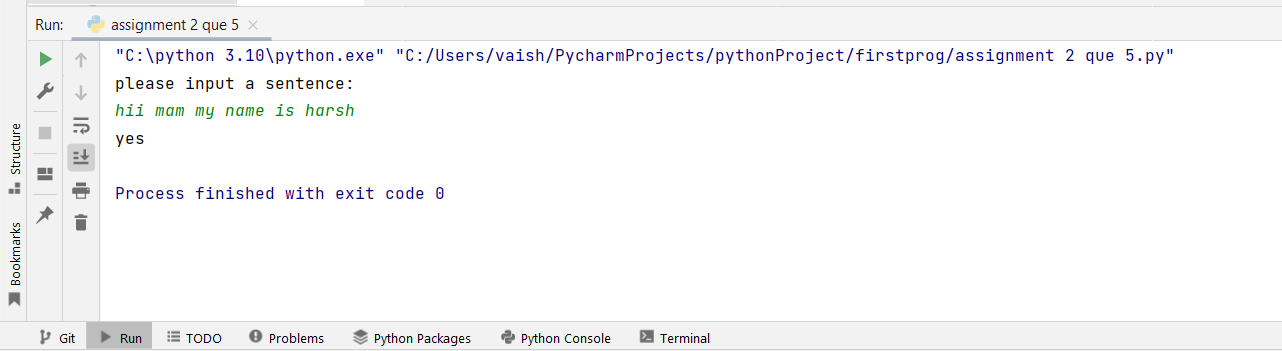 Run: assignment 2 que 5
"C:\python 3.10\python.exe" "C:/Users/vaish/PycharmProjects/pythonProject/firstprog/assignment 2 que 5.py"
please input a sentence:
hii mam my name is harsh
yes
Process finished with exit code 0
Structure
Bookmarks
Git Run TODO Problems Python Packages Python Console Terminal